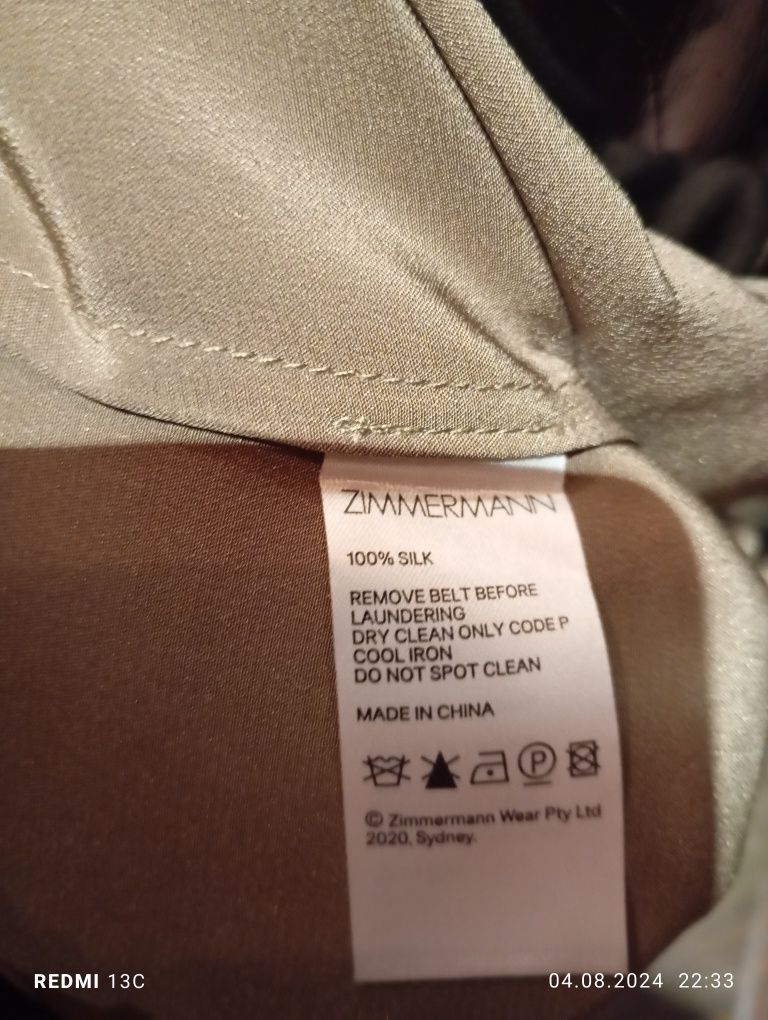 ZIMMERMANN
100% SILK
REMOVE BELT BEFORE
LAUNDERING
DRY CLEAN ONLY CODE P
COOL IRON
DO NOT SPOT CLEAN
MADE IN CHINA
P
© Zimmermann Wear Pty Ltd
2020, Sydney.
REDMI 13C
04.08.2024 22:33